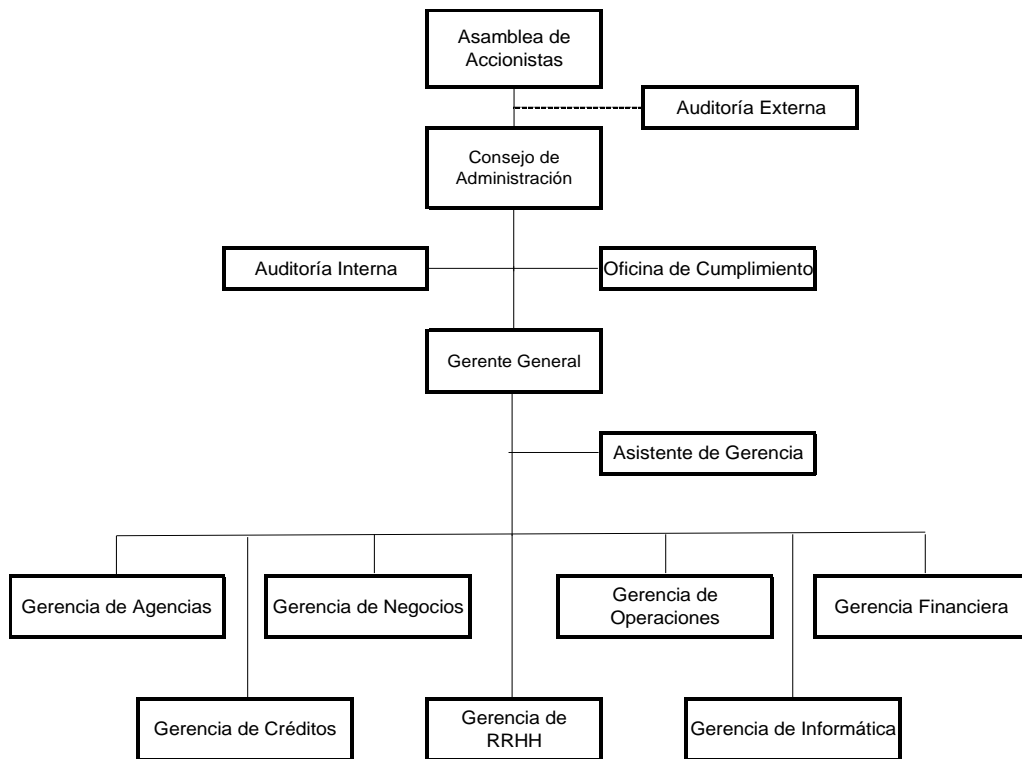 Asamblea de
Accionistas
Auditoría Externa
Consejo de
Administración
Auditoría Interna
Oficina de Cumplimiento
Gerente General
Asistente de Gerencia
Gerencia de Agencias
Gerencia de Negocios
Gerencia de
Operaciones
Gerencia Financiera
Gerencia de Créditos
Gerencia de
RRHH
Gerencia de Informática